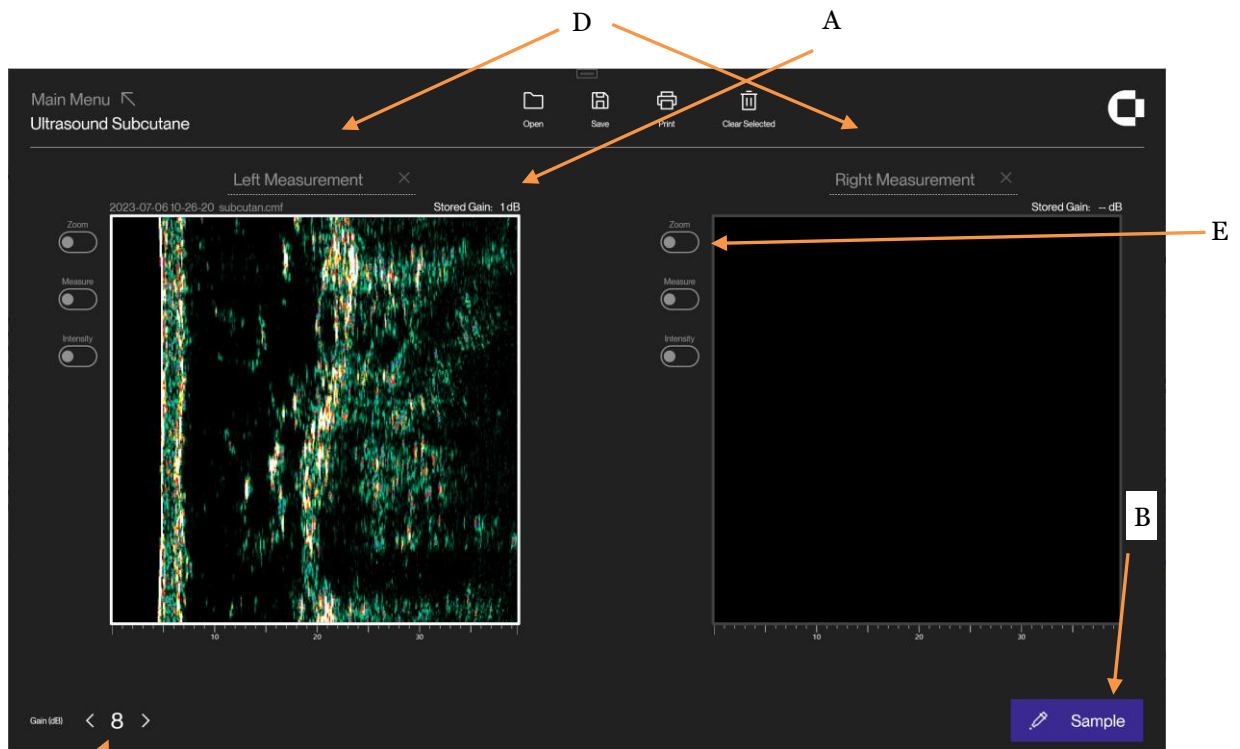 D
A
Main Menu
Ultrasound Subcutane
Open
Save
Print
Clear Selected
Left Measurement
2023-07-06 10-26-20 subcutan.cmf
Stored Gain: 1 dB
Zoom
Measure
Intensity
10 20 30
Right Measurement
Stored Gain: -- dB
Zoom
Measure
Intensity
10 20 30
E
B
Gain (dB) < 8 >
Sample